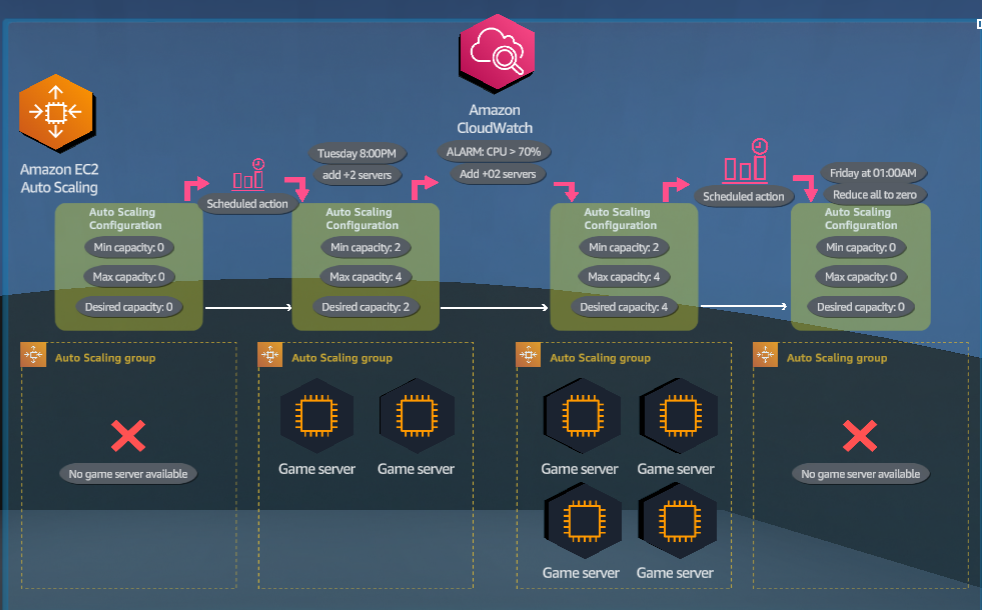 Amazon
CloudWatch
Amazon EC2
Auto Scaling
Scheduled action
Tuesday 8:00PM
add +2 servers
ALARM: CPU > 70%
Add +02 servers
Scheduled action
Friday at 01:00AM
Reduce all to zero
Auto Scaling
Configuration
Min capacity: 0
Max capacity: 0
Desired capacity: 0
Auto Scaling
Configuration
Min capacity: 2
Max capacity: 4
Desired capacity: 2
Auto Scaling
Configuration
Min capacity: 2
Max capacity: 4
Desired capacity: 4
Auto Scaling
Configuration
Min capacity: 0
Max capacity: 0
Desired capacity: 0
Auto Scaling group
No game server available
Auto Scaling group
Game server
Game server
Auto Scaling group
Game server
Game server
Game server
Game server
Auto Scaling group
No game server available